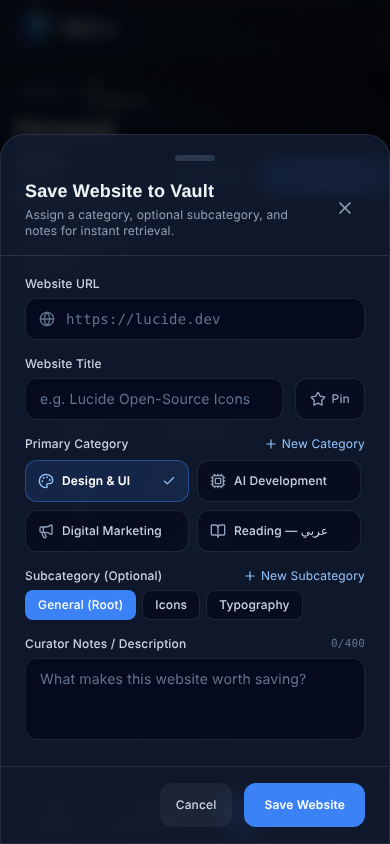 Save Website to Vault
Assign a category, optional subcategory, and
notes for instant retrieval.
Website URL
https://lucide.dev
Website Title
e.g. Lucide Open-Source Icons
Pin
Primary Category
New Category
Design & UI
AI Development
Digital Marketing
Reading — عربي
Subcategory (Optional)
New Subcategory
General (Root)
Icons
Typography
Curator Notes / Description
0/400
What makes this website worth saving?
Cancel
Save Website